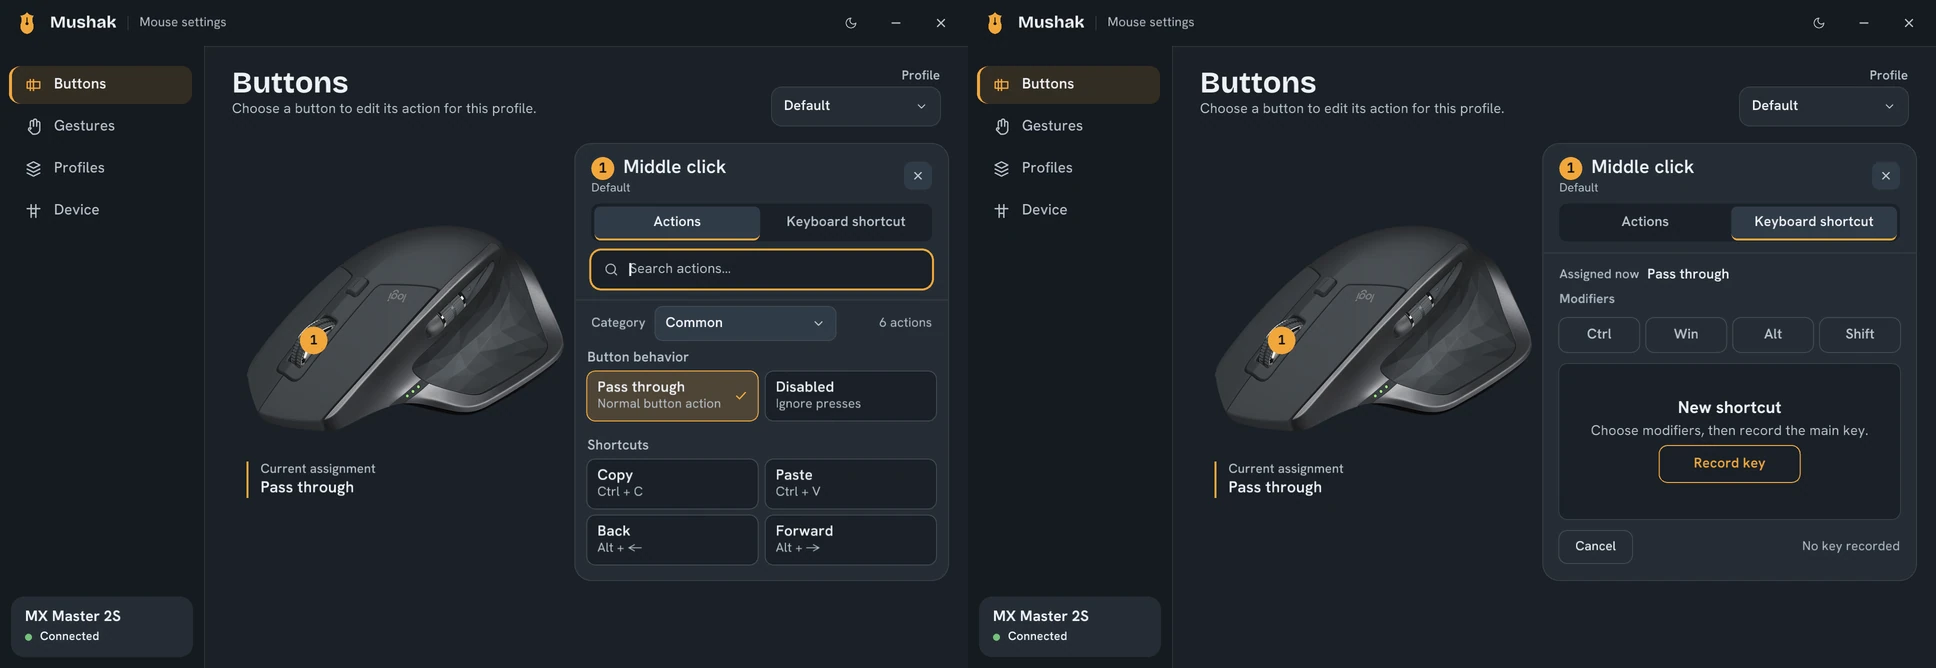 Mushak
Mouse settings
Buttons
Gestures
Profiles
Device
MX Master 2S
Connected
Buttons
Choose a button to edit its action for this profile.
Profile
Default
logi
1
Current assignment
Pass through
1 Middle click
Default
Actions
Keyboard shortcut
Search actions...
Category
Common
6 actions
Button behavior
Pass through
Normal button action
Disabled
Ignore presses
Shortcuts
Copy
Ctrl + C
Paste
Ctrl + V
Back
Alt + ←
Forward
Alt + →
Mushak
Mouse settings
Buttons
Gestures
Profiles
Device
MX Master 2S
Connected
Buttons
Choose a button to edit its action for this profile.
Profile
Default
logi
1
Current assignment
Pass through
1 Middle click
Default
Actions
Keyboard shortcut
Assigned now Pass through
Modifiers
Ctrl
Win
Alt
Shift
New shortcut
Choose modifiers, then record the main key.
Record key
Cancel
No key recorded